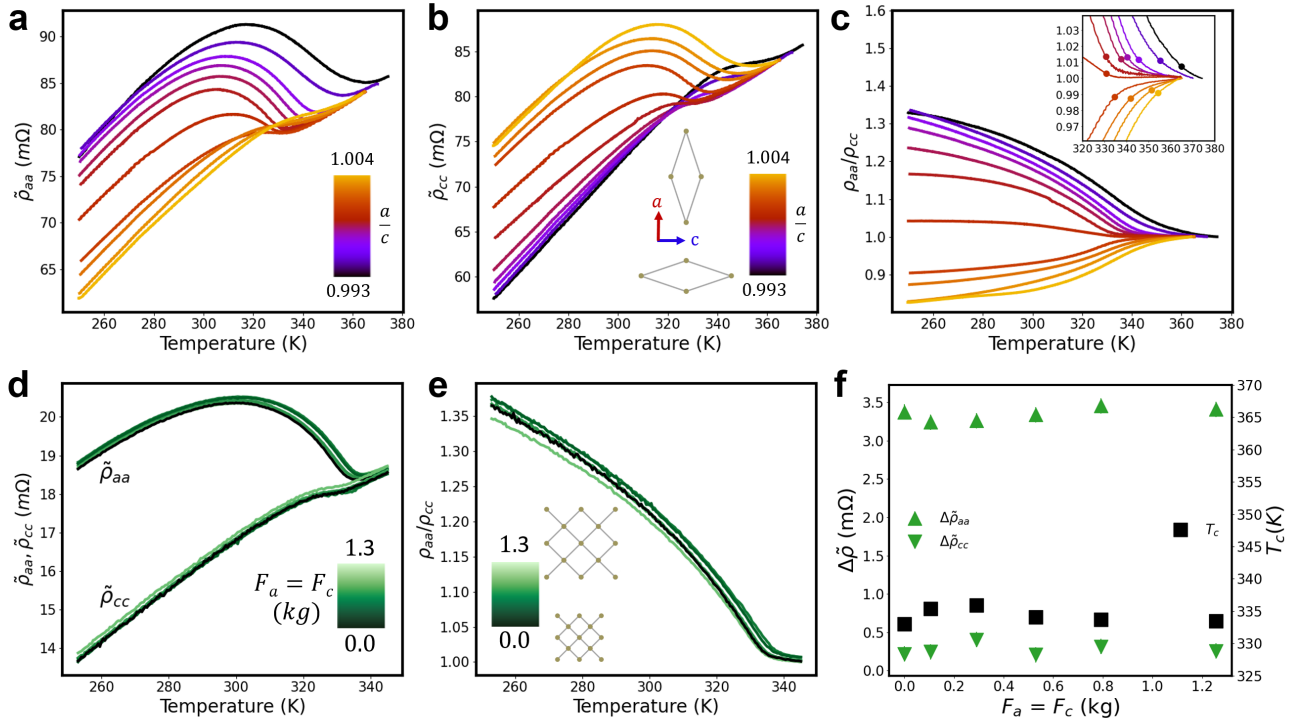 a
90
85
80
75
70
65
ρ̃aa (mΩ)
260 280 300 320 340 360 380
Temperature (K)
1.004
a
c
0.993
b
85
80
75
70
65
60
ρ̃cc (mΩ)
260 280 300 320 340 360 380
Temperature (K)
a
c
1.004
a
c
0.993
c
1.6
1.5
1.4
1.3
1.2
1.1
1.0
0.9
ρaa/ρcc
260 280 300 320 340 360 380
Temperature (K)
1.03
1.02
1.01
1.00
0.99
0.98
0.97
320 330 340 350 360 370 380
d
20
19
18
17
16
15
14
ρ̃aa, ρ̃cc (mΩ)
ρ̃aa
ρ̃cc
260 280 300 320 340
Temperature (K)
1.3
Fa = Fc
(kg)
0.0
e
1.35
1.30
1.25
1.20
1.15
1.10
1.05
1.00
ρaa/ρcc
260 280 300 320 340
Temperature (K)
1.3
0.0
f
3.5
3.0
2.5
2.0
1.5
1.0
0.5
0.0
Δρ̃ (mΩ)
Δρ̃aa
Δρ̃cc
Tc
370
365
360
355
350
345
340
335
330
325
Tc(K)
0.0 0.2 0.4 0.6 0.8 1.0 1.2
Fa = Fc (kg)